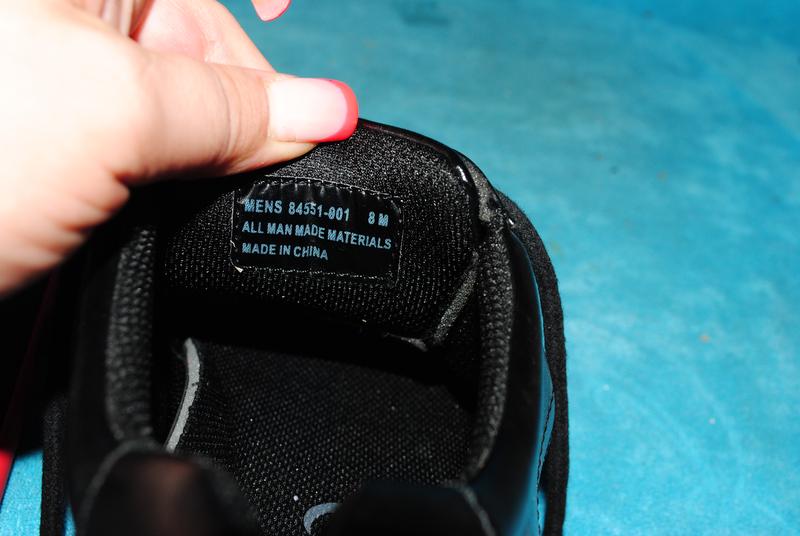 MENS 84551-001 8 M
ALL MAN MADE MATERIALS
MADE IN CHINA